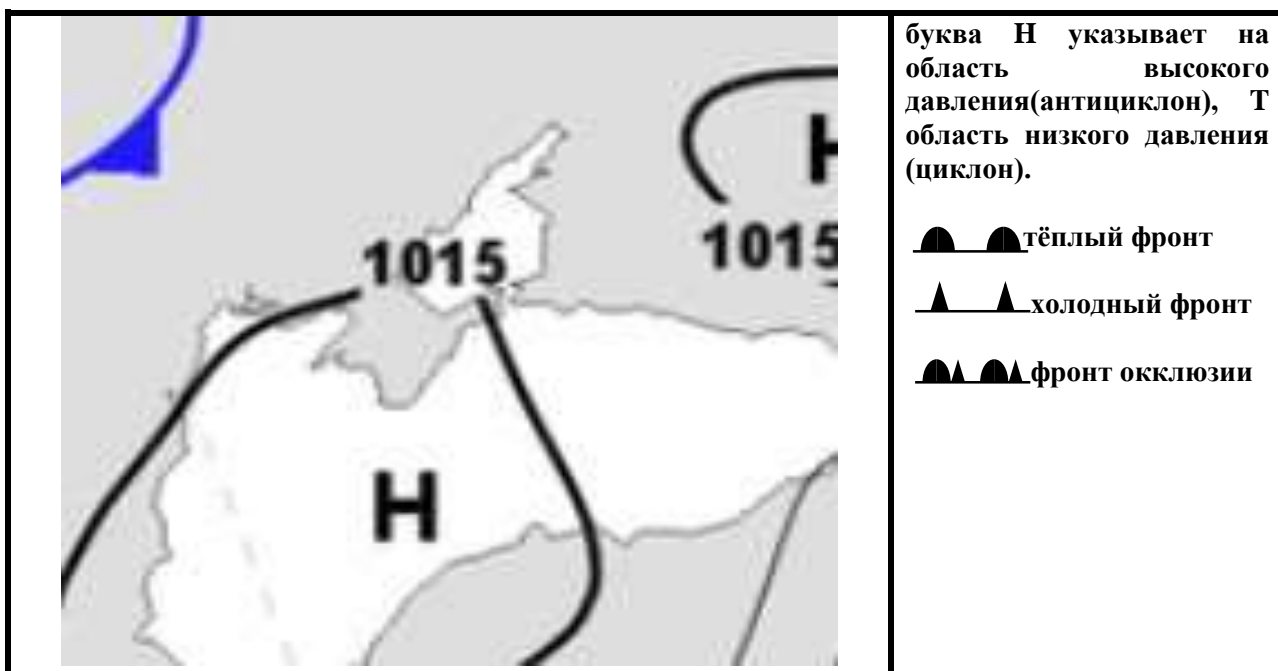 1015
H
1015
H
буква Н указывает на
область высокого
давления(антициклон), Т
область низкого давления
(циклон).
тёплый фронт
холодный фронт
фронт окклюзии